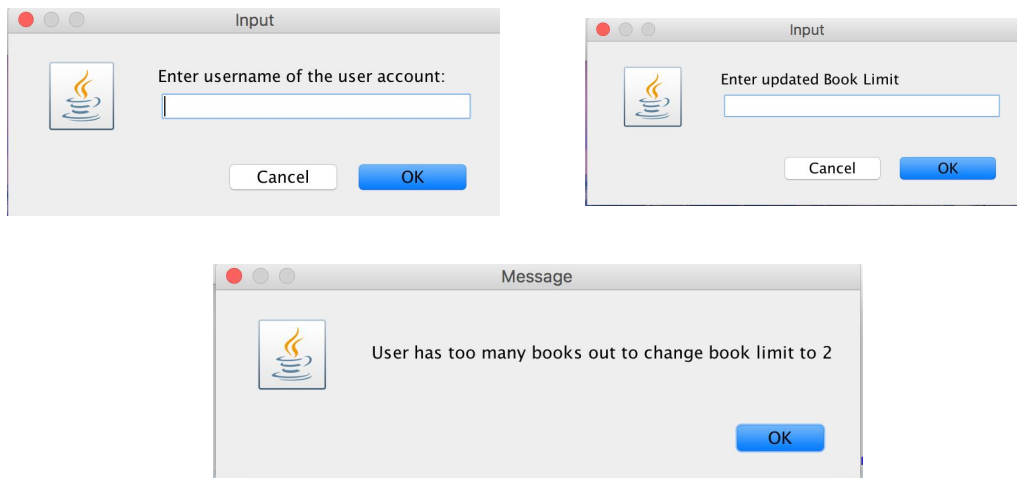 Input
Enter username of the user account:
Cancel
OK
Input
Enter updated Book Limit
Cancel
OK
Message
User has too many books out to change book limit to 2
OK